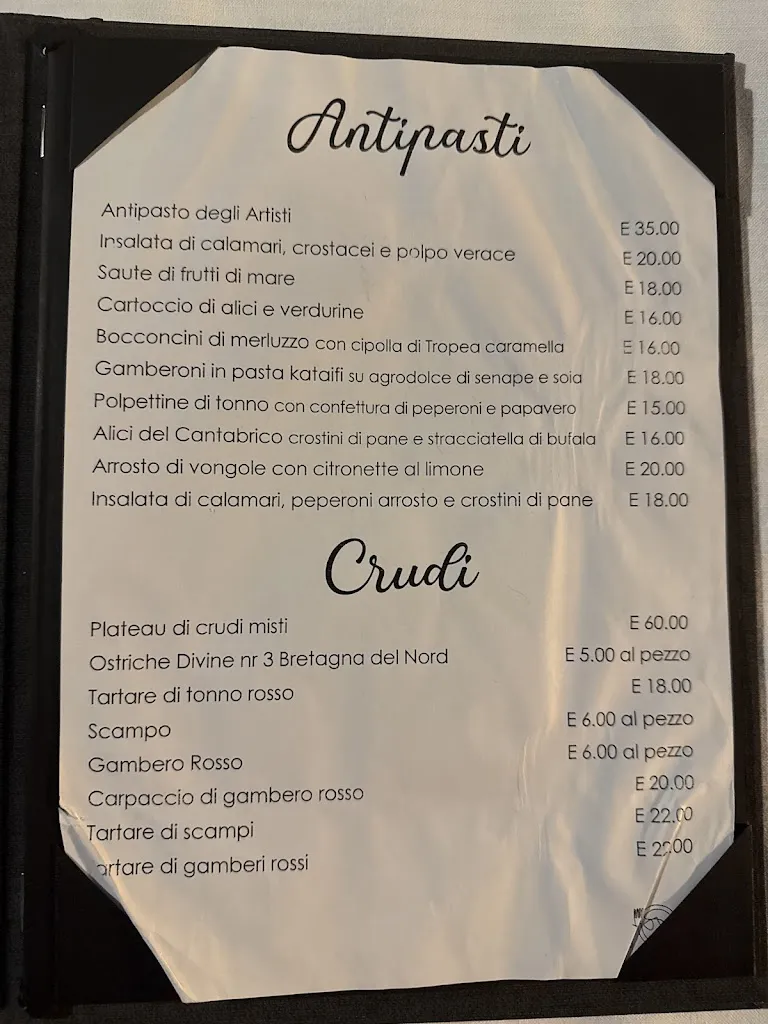 Antipasti
Antipasto degli Artisti E 35.00
Insalata di calamari, crostacei e polpo verace E 20.00
Saute di frutti di mare E 18.00
Cartoccio di alici e verdurine E 16.00
Bocconcini di merluzzo con cipolla di Tropea caramella E 16.00
Gamberoni in pasta kataifi su agrodolce di senape e soia E 18.00
Polpettine di tonno con confettura di peperoni e papavero E 15.00
Alici del Cantabrico crostini di pane e stracciatella di bufala E 16.00
Arrosto di vongole con citronette al limone E 20.00
Insalata di calamari, peperoni arrosto e crostini di pane E 18.00
Crudi
Plateau di crudi misti E 60.00
Ostriche Divine nr 3 Bretagna del Nord E 5.00 al pezzo
Tartare di tonno rosso E 18.00
Scampo E 6.00 al pezzo
Gambero Rosso E 6.00 al pezzo
Carpaccio di gambero rosso E 20.00
Tartare di scampi E 22.00
artare di gamberi rossi E 22.00